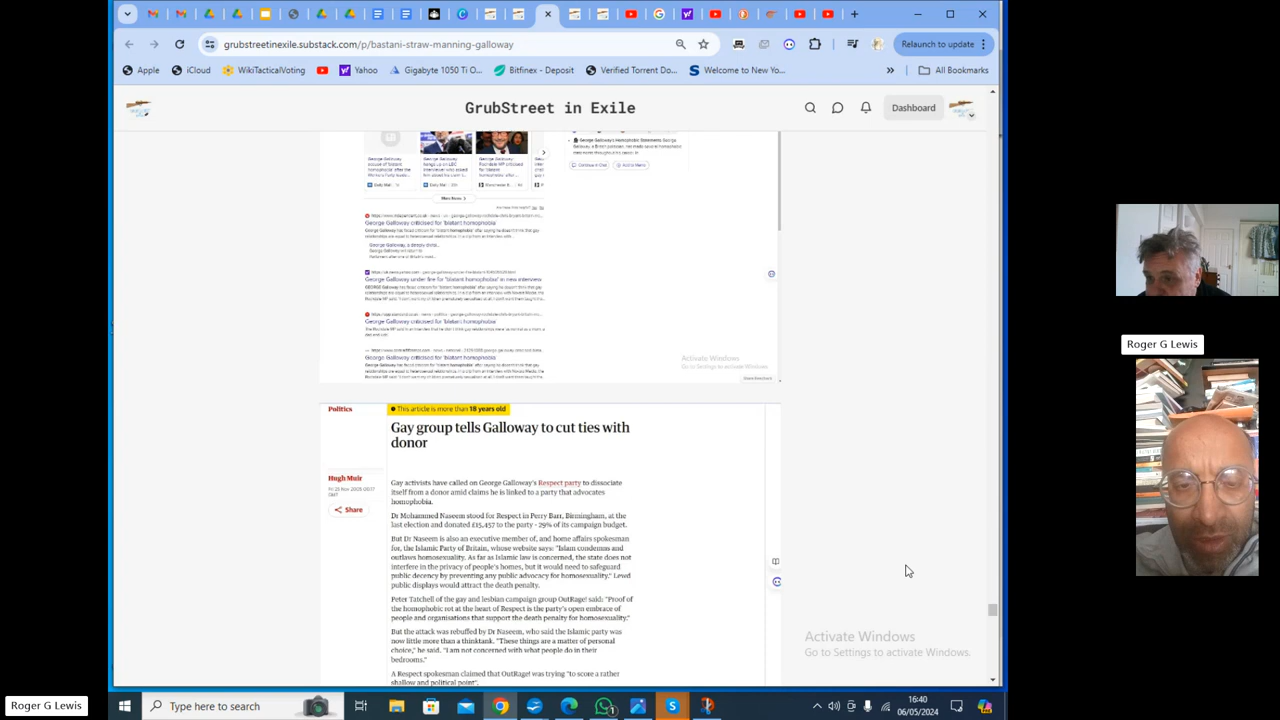 grubstreetinexile.substack.com/p/bastani-straw-manning-galloway
Relaunch to update
Apple
iCloud
WikiTacticalVoting
Yahoo
Gigabyte 1050 Ti O...
Bitfinex - Deposit
Verified Torrent Do...
Welcome to New Yo...
All Bookmarks
GrubStreet in Exile
Dashboard
George Galloway criticised for 'blatant homophobia
George Galloway under fire for 'blatant homophobia' in new interview
George Galloway criticised for 'blatant homophobia'
George Galloway criticised for 'blatant homophobia'
Activate Windows
Go to Settings to activate Windows.
Politics
This article is more than 18 years old
Gay group tells Galloway to cut ties with
donor
Hugh Muir
Share
Gay activists have called on George Galloway's Respect party to dissociate
itself from a donor amid claims he is linked to a party that advocates
homophobia.
Dr Mohammed Naseem stood for Respect in Perry Barr, Birmingham, at the
last election and donated £15,457 to the party - 29% of its campaign budget.
But Dr Naseem is also an executive member of, and home affairs spokesman
for, the Islamic Party of Britain, whose website says: "Islam condemns and
outlaws homosexuality. As far as Islamic law is concerned, the state does not
interfere in the privacy of people's homes, but it would need to safeguard
public decency by preventing any public advocacy for homosexuality." Lewd
public displays would attract the death penalty.
Peter Tatchell of the gay and lesbian campaign group OutRage! said: "Proof of
the homophobic rot at the heart of Respect is the party's open embrace of
people and organisations that support the death penalty for homosexuality."
But the attack was rebuffed by Dr Naseem, who said the Islamic party was
now little more than a thinktank. "These things are a matter of personal
choice," he said. "I am not concerned with what people do in their
bedrooms."
A Respect spokesman claimed that OutRage! was trying "to score a rather
shallow and political point".
Activate Windows
Go to Settings to activate Windows.
Roger G Lewis
Roger G Lewis
Type here to search
16:40
06/05/2024